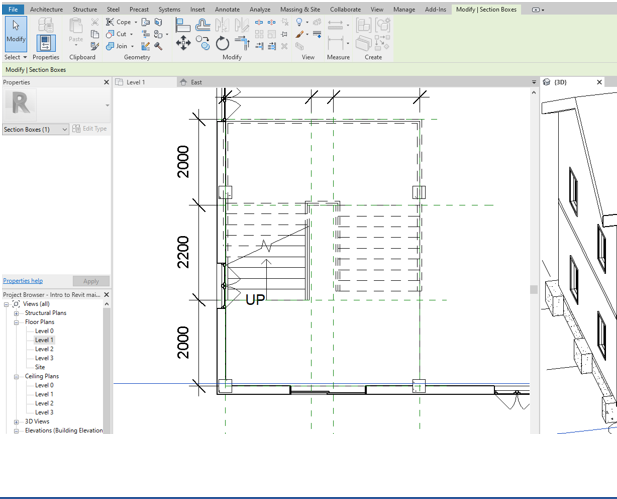 File Architecture Structure Steel Precast Systems Insert Annotate Analyze Massing & Site Collaborate View Manage Add-Ins Modify | Section Boxes
Modify
Properties
Paste
Cope
Cut
Join
Select Properties Clipboard Geometry Modify View Measure Create
Modify | Section Boxes
Properties
Level 1
East
(3D)
R
Section Boxes (1)
Edit Type
Properties help
Apply
Project Browser - Intro to Revit mai...
Views (all)
Structural Plans
Floor Plans
Level 0
Level 1
Level 2
Level 3
Site
Ceiling Plans
Level 0
Level 1
Level 2
Level 3
3D Views
Elevations (Building Elevation
2000
2200
2000
UP